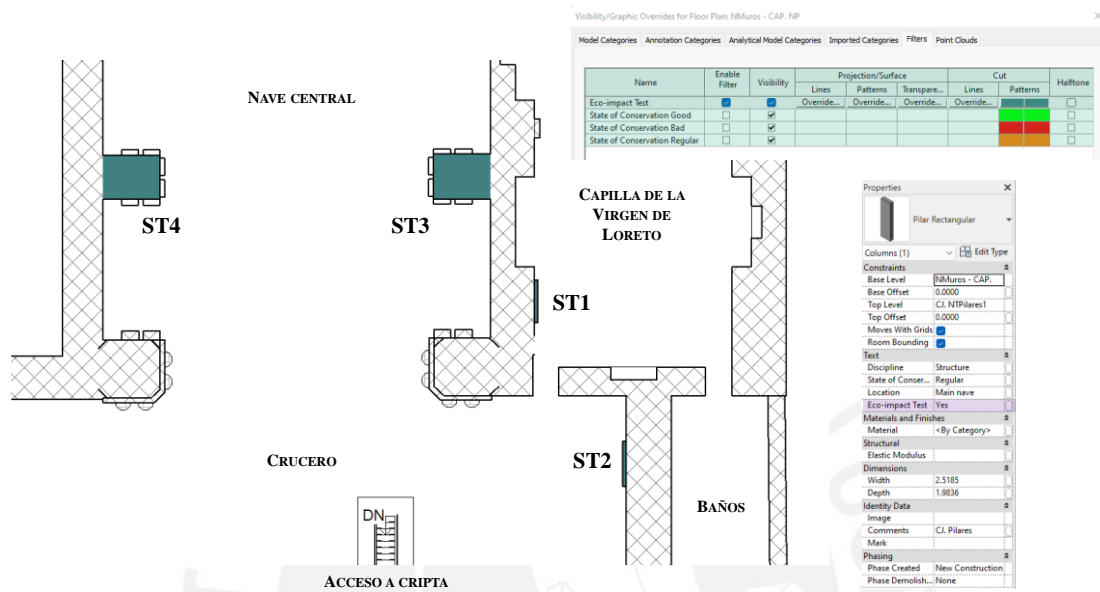 Visibility/Graphic Overrides for Floor Plan: NMuros - CAP. NP
Model Categories Annotation Categories Analytical Model Categories Imported Categories Filters Point Clouds
Name Enable Filter Visibility Projection/Surface Cut Halftone
Lines Patterns Transpare... Lines Patterns
Eco-impact Test Override... Override... Override... Override...
State of Conservation Good
State of Conservation Bad
State of Conservation Regular
NAVE CENTRAL
ST4
ST3
CAPILLA DE LA
VIRGEN DE
LORETO
ST1
ST2
CRUCERO
BAÑOS
DN
ACCESO A CRIPTA
Properties
Pilar Rectangular
Columns (1) Edit Type
Constraints
Base Level NMuros - CAP.
Base Offset 0.0000
Top Level CJ. NTPilares1
Top Offset 0.0000
Moves With Grids
Room Bounding
Text
Discipline Structure
State of Conser... Regular
Location Main nave
Eco-impact Test Yes
Materials and Finishes
Material <By Category>
Structural
Elastic Modulus
Dimensions
Width 2.5185
Depth 1.9836
Identity Data
Image
Comments CJ. Pilares
Mark
Phasing
Phase Created New Construction
Phase Demolish... None